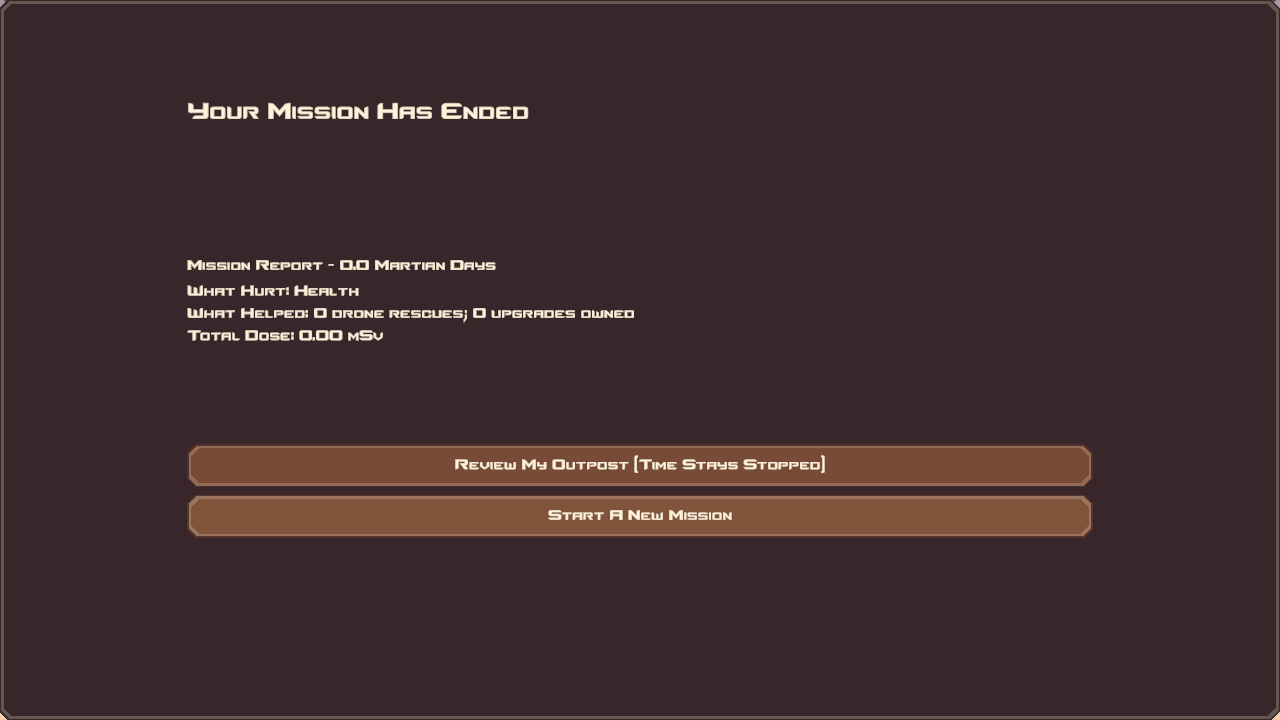 Your Mission Has Ended
Mission Report - 0.0 Martian Days
What Hurt: Health
What Helped: 0 drone rescues; 0 upgrades owned
Total Dose: 0.00 mSv
Review My Outpost (Time Stays Stopped)
Start A New Mission